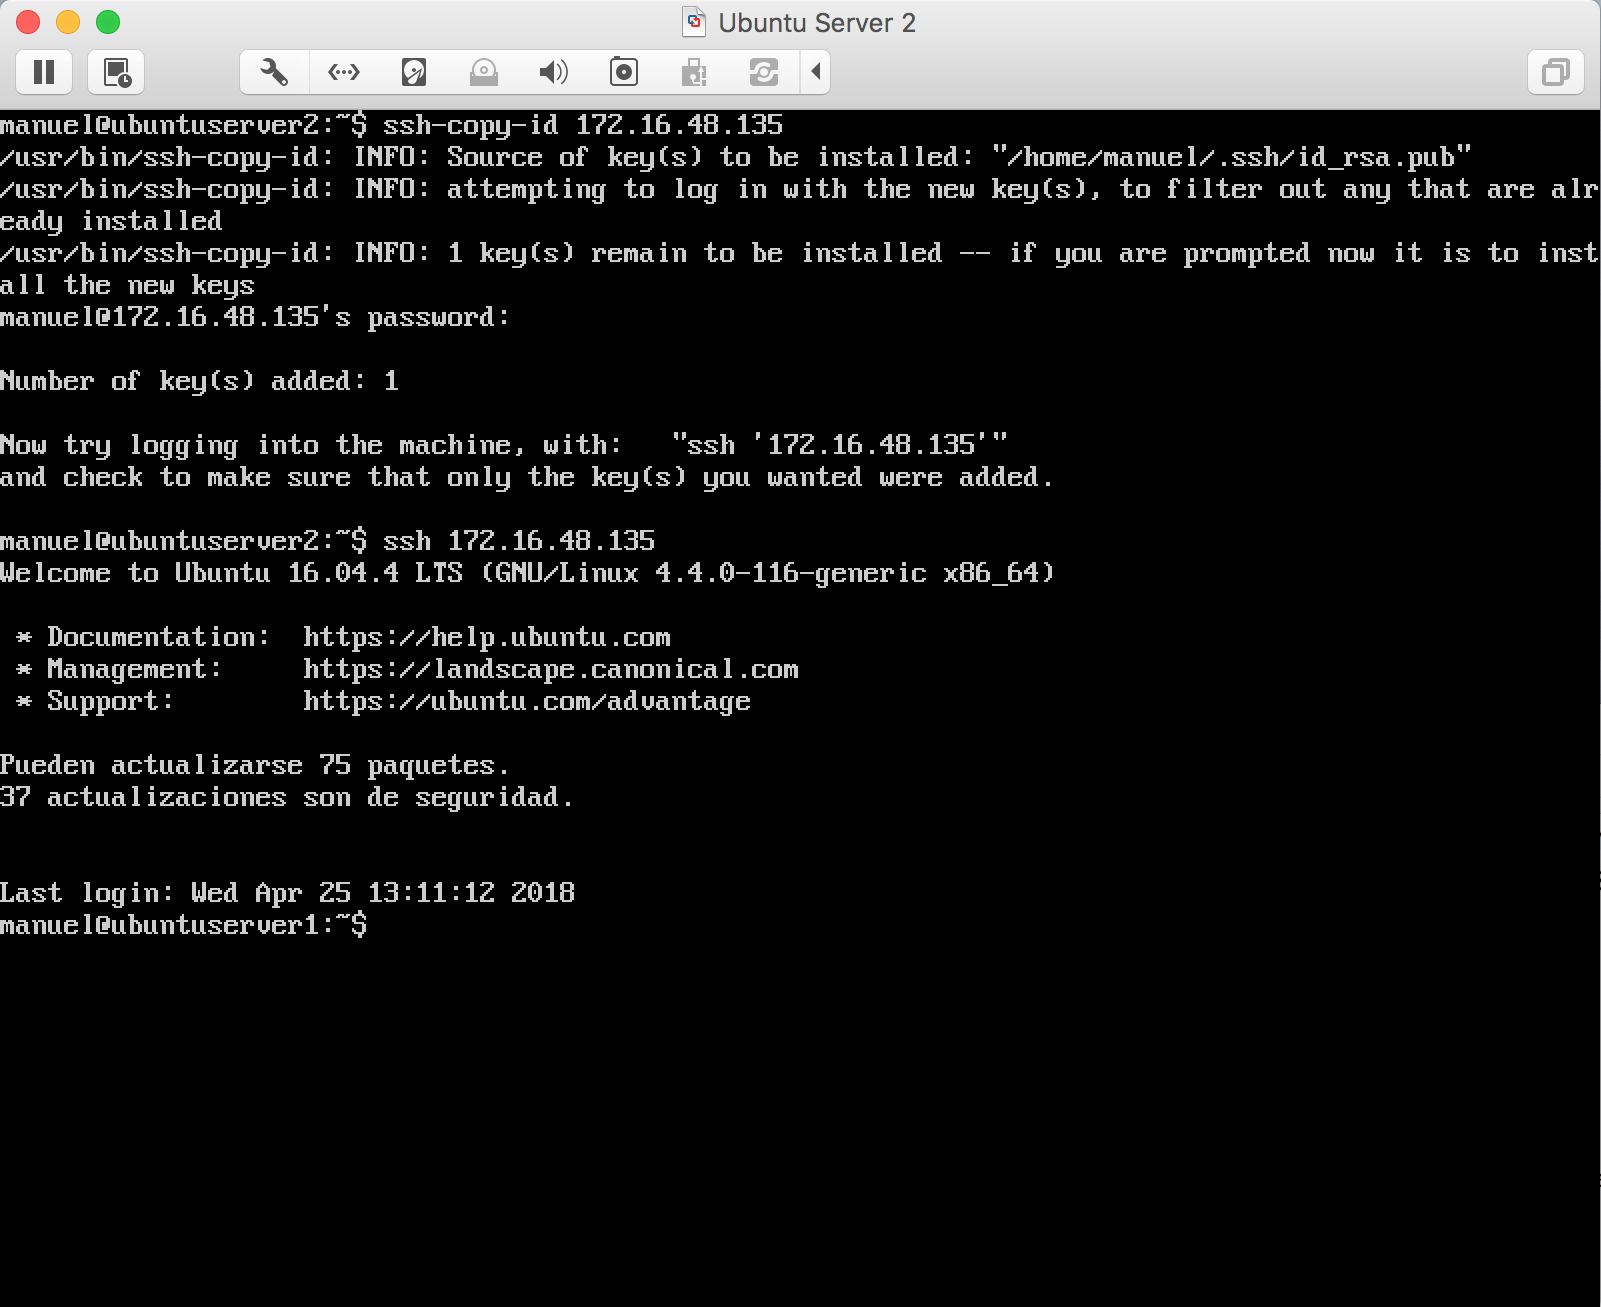 Ubuntu Server 2
manuel@ubuntuserver2:~$ ssh-copy-id 172.16.48.135
/usr/bin/ssh-copy-id: INFO: Source of key(s) to be installed: "/home/manuel/.ssh/id_rsa.pub"
/usr/bin/ssh-copy-id: INFO: attempting to log in with the new key(s), to filter out any that are alr
eady installed
/usr/bin/ssh-copy-id: INFO: 1 key(s) remain to be installed -- if you are prompted now it is to inst
all the new keys
manuel@172.16.48.135's password:
Number of key(s) added: 1
Now try logging into the machine, with:   "ssh '172.16.48.135'"
and check to make sure that only the key(s) you wanted were added.
manuel@ubuntuserver2:~$ ssh 172.16.48.135
Welcome to Ubuntu 16.04.4 LTS (GNU/Linux 4.4.0-116-generic x86_64)
 * Documentation:  https://help.ubuntu.com
 * Management:     https://landscape.canonical.com
 * Support:        https://ubuntu.com/advantage
Pueden actualizarse 75 paquetes.
37 actualizaciones son de seguridad.
Last login: Wed Apr 25 13:11:12 2018
manuel@ubuntuserver1:~$